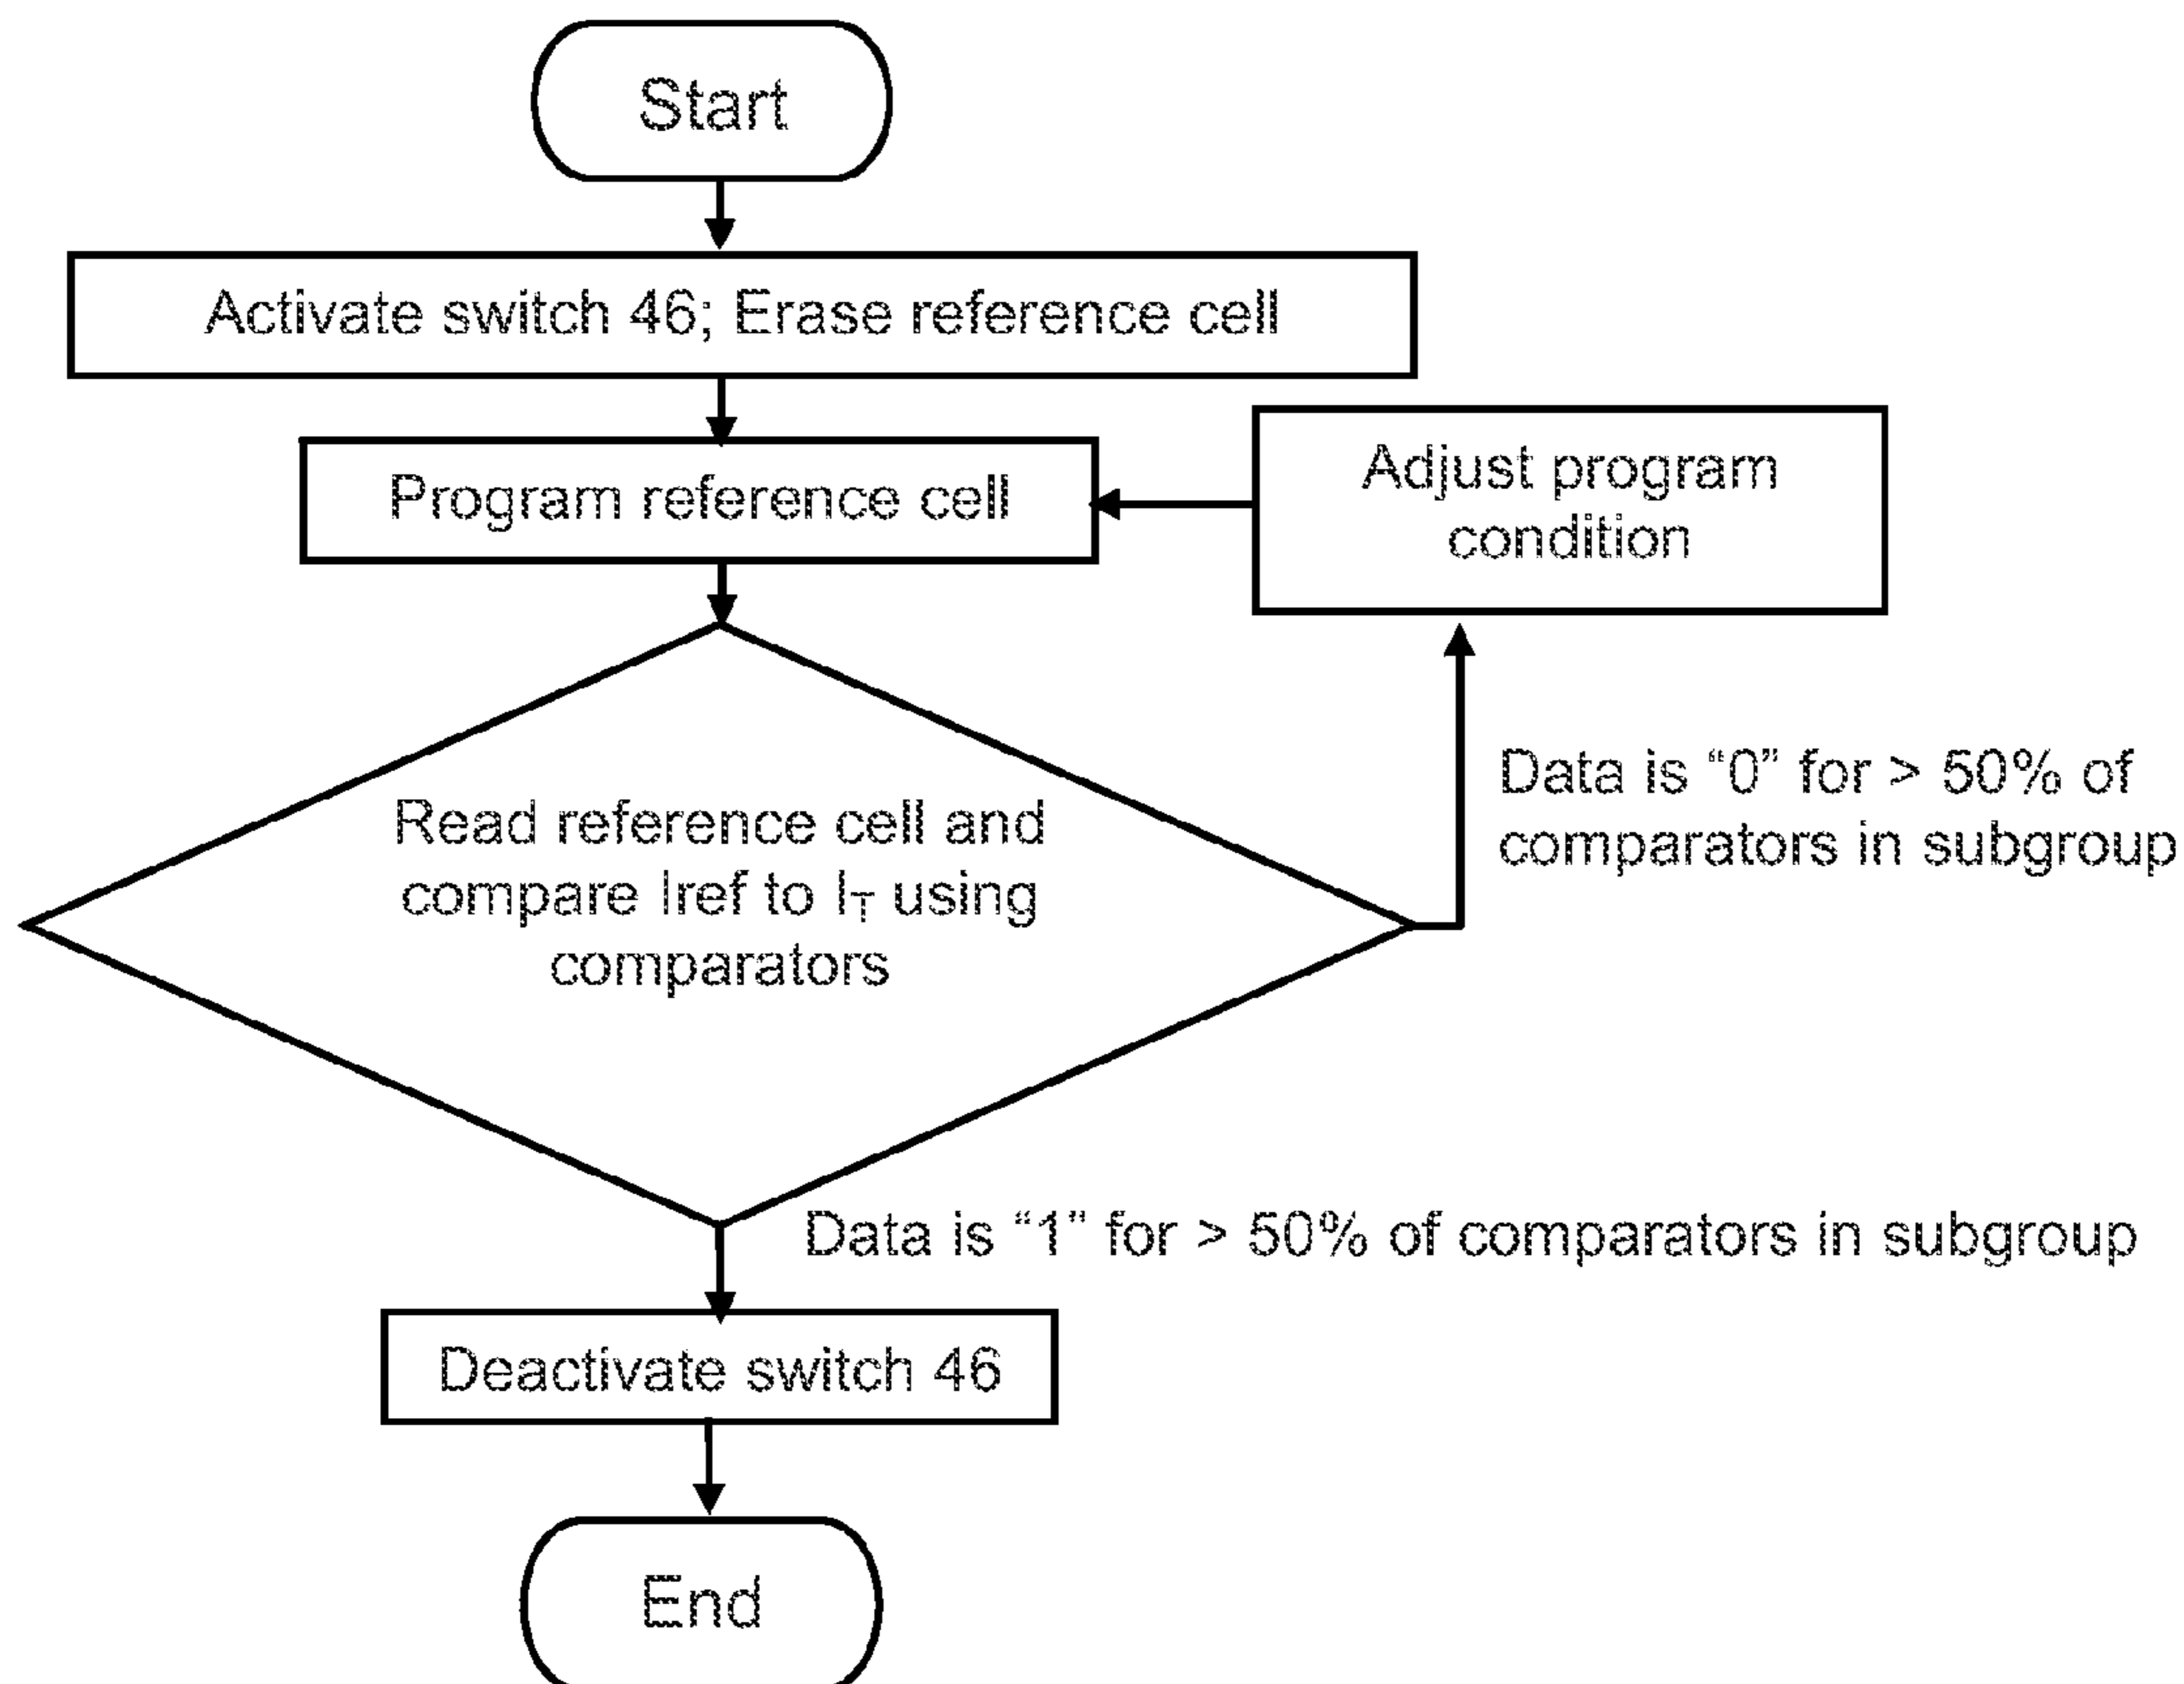 Start
Activate switch 46; Erase reference cell
Program reference cell
Adjust program
condition
Read reference cell and
compare Iref to I_T using
comparators
Data is “0” for > 50% of
comparators in subgroup
Data is “1” for > 50% of comparators in subgroup
Deactivate switch 46
End